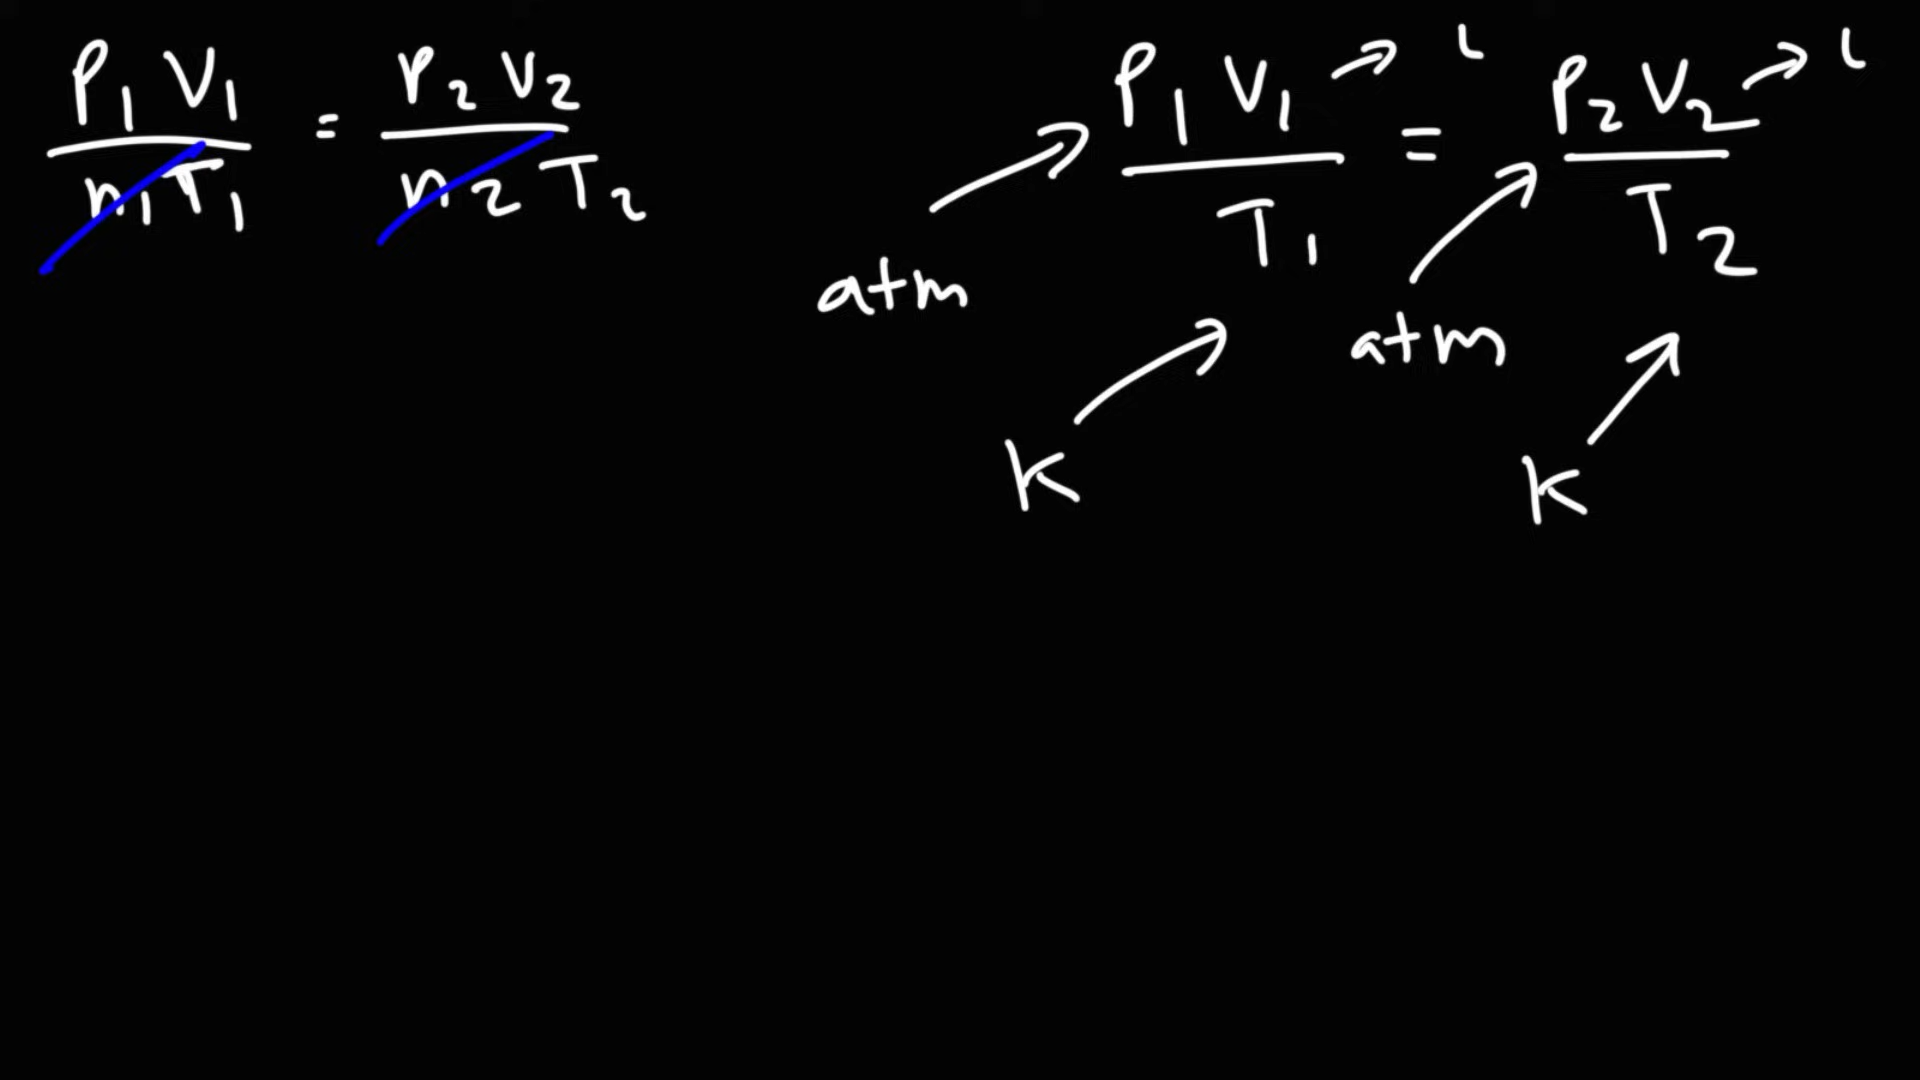 P₁ V₁ / n₁ T₁ = P₂ V₂ / n₂ T₂
P₁ V₁ / T₁ = P₂ V₂ / T₂
L
L
atm
atm
K
K